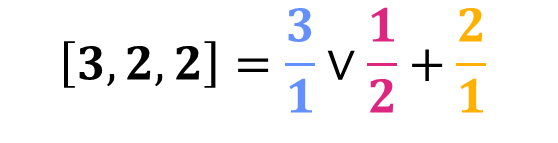 [3, 2, 2] = 3/1 ∨ 1/2 + 2/1